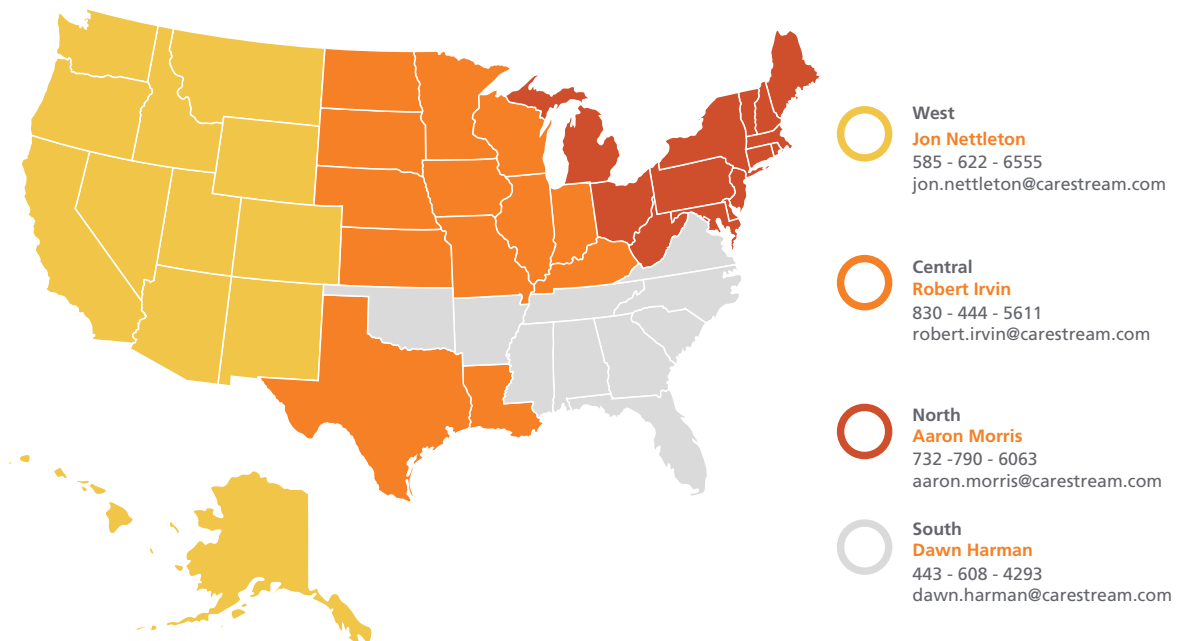 West
Jon Nettleton
585 - 622 - 6555
jon.nettleton@carestream.com
Central
Robert Irvin
830 - 444 - 5611
robert.irvin@carestream.com
North
Aaron Morris
732 -790 - 6063
aaron.morris@carestream.com
South
Dawn Harman
443 - 608 - 4293
dawn.harman@carestream.com